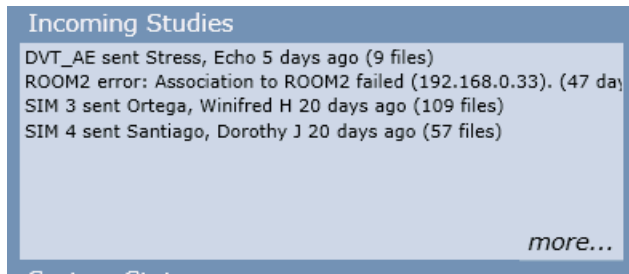 Incoming Studies
DVT_AE sent Stress, Echo 5 days ago (9 files)
ROOM2 error: Association to ROOM2 failed (192.168.0.33). (47 day
SIM 3 sent Ortega, Winifred H 20 days ago (109 files)
SIM 4 sent Santiago, Dorothy J 20 days ago (57 files)
more...